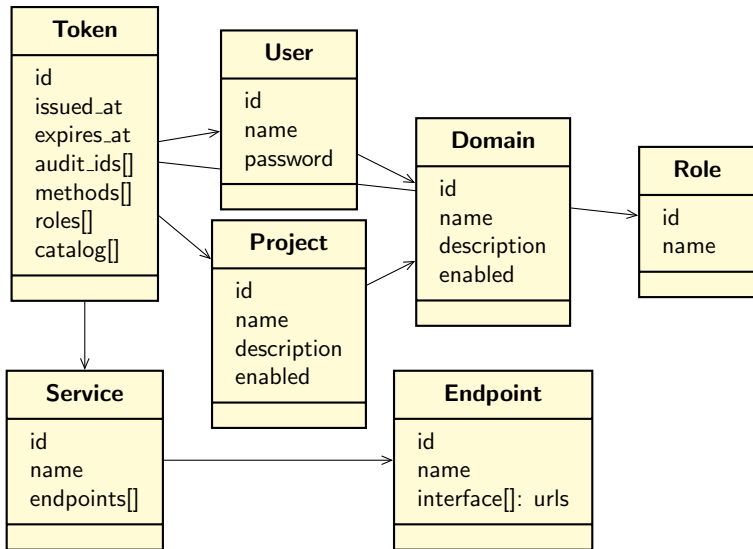 Token
id
issued_at
expires_at
audit_ids[]
methods[]
roles[]
catalog[]
User
id
name
password
Domain
id
name
description
enabled
Role
id
name
Project
id
name
description
enabled
Service
id
name
endpoints[]
Endpoint
id
name
interface[]: urls